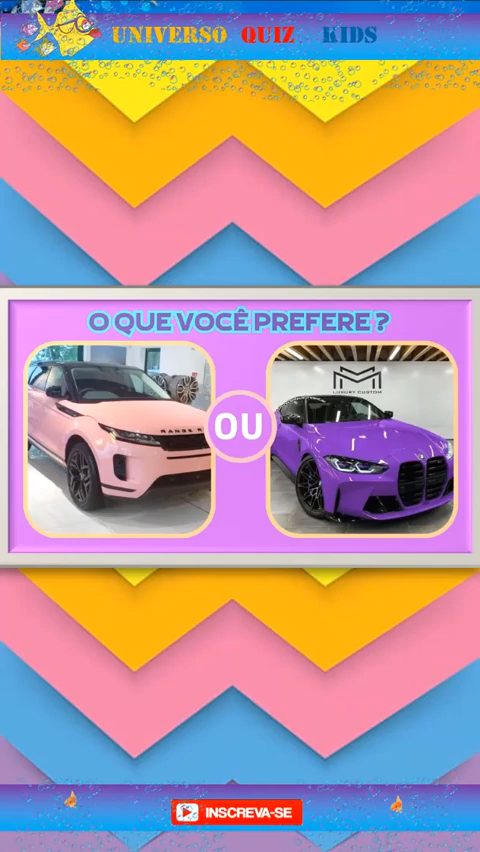 UNIVERSO QUIZ KIDS
O QUE VOCÊ PREFERE ?
OU
LUXURY CUSTOM
INSCREVA-SE